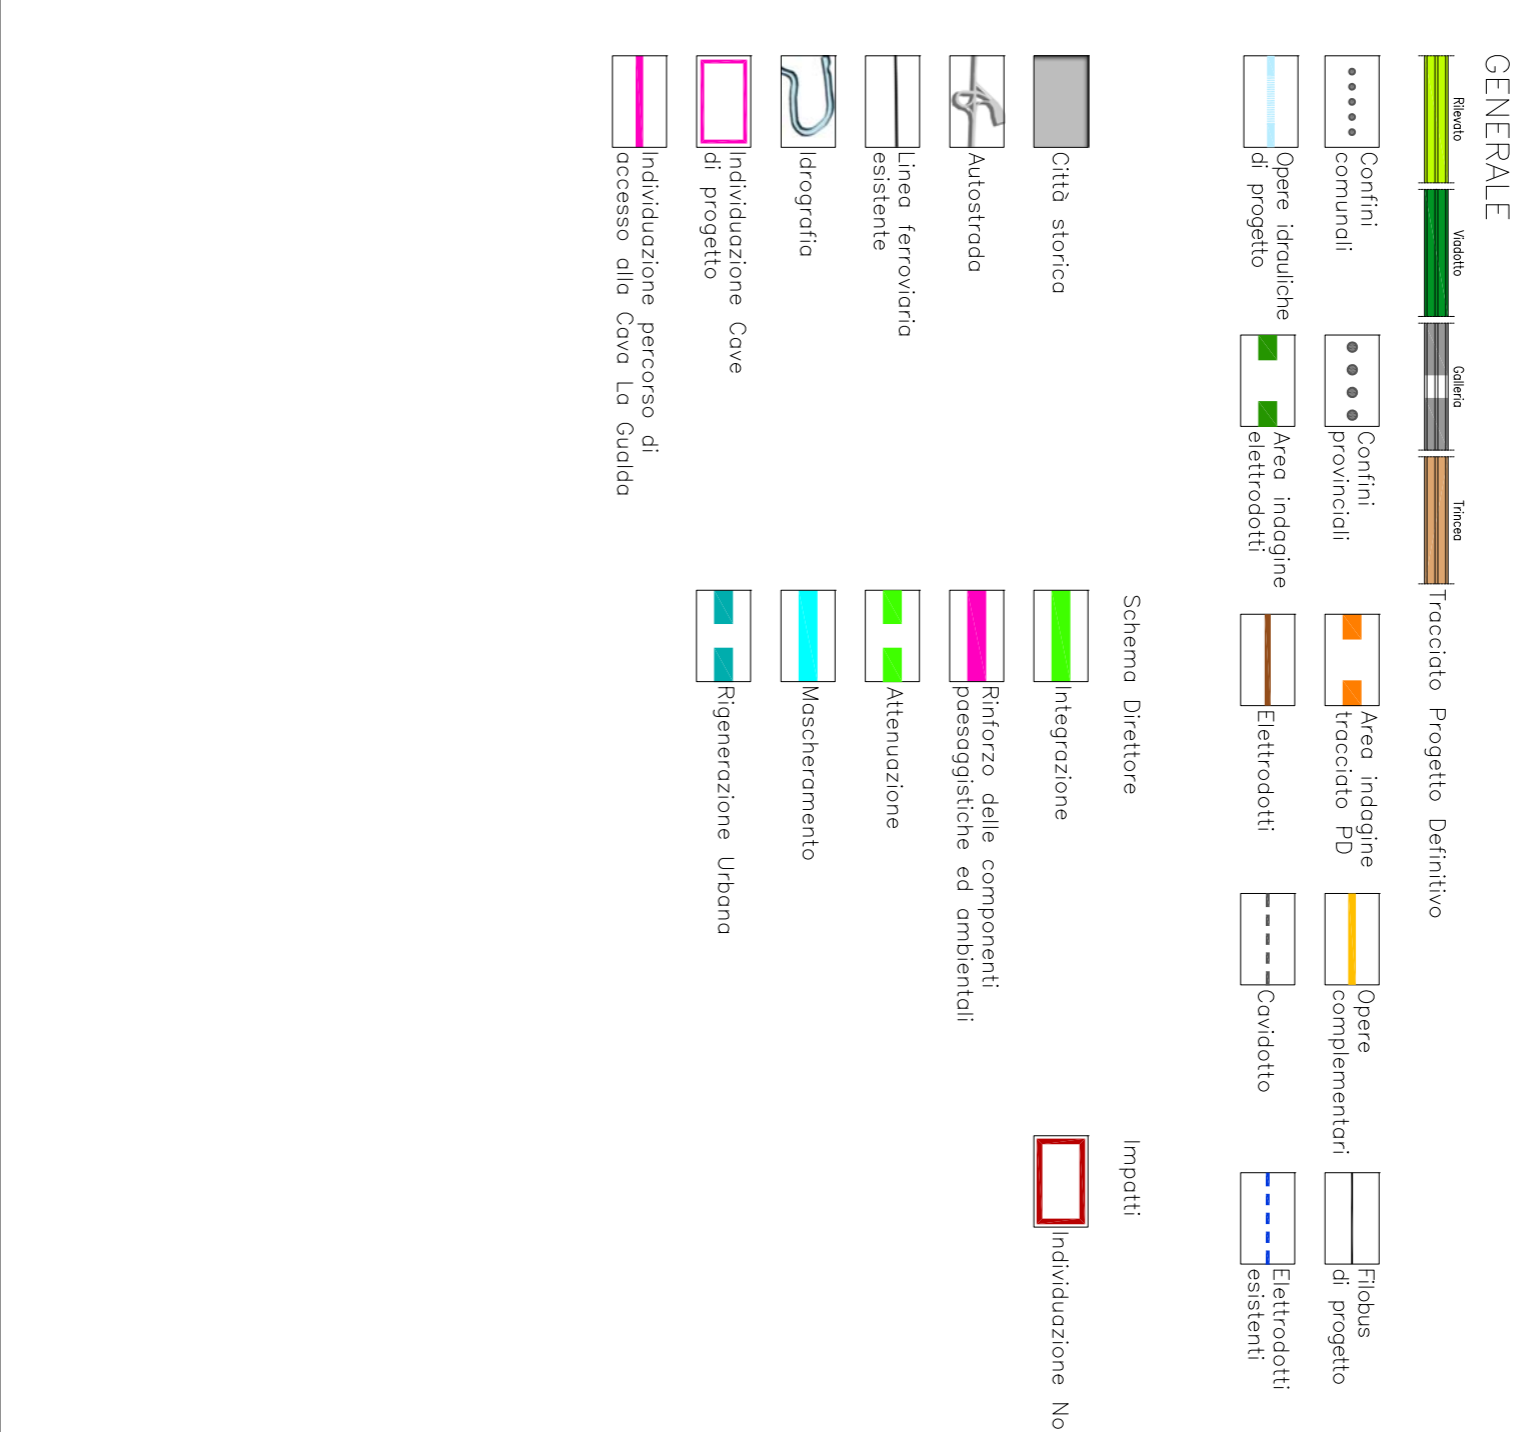 GENERALE
Rilevato
Viadotto
Galleria
Trincea
Tracciato Progetto Definitivo
Confini
comunali
Confini
provinciali
Area indagine
tracciato PD
Opere
complementari
Filobus
di progetto
Opere idrauliche
di progetto
Area indagine
elettrodotti
Elettrodotti
Cavidotto
Elettrodotti
esistenti
Città storica
Autostrada
Linea ferroviaria
esistente
Idrografia
Individuazione Cave
di progetto
Individuazione percorso di
accesso alla Cava La Gualda
Schema Direttore
Integrazione
Rinforzo delle componenti
paesaggistiche ed ambientali
Attenuazione
Mascheramento
Rigenerazione Urbana
Impatti
Individuazione No